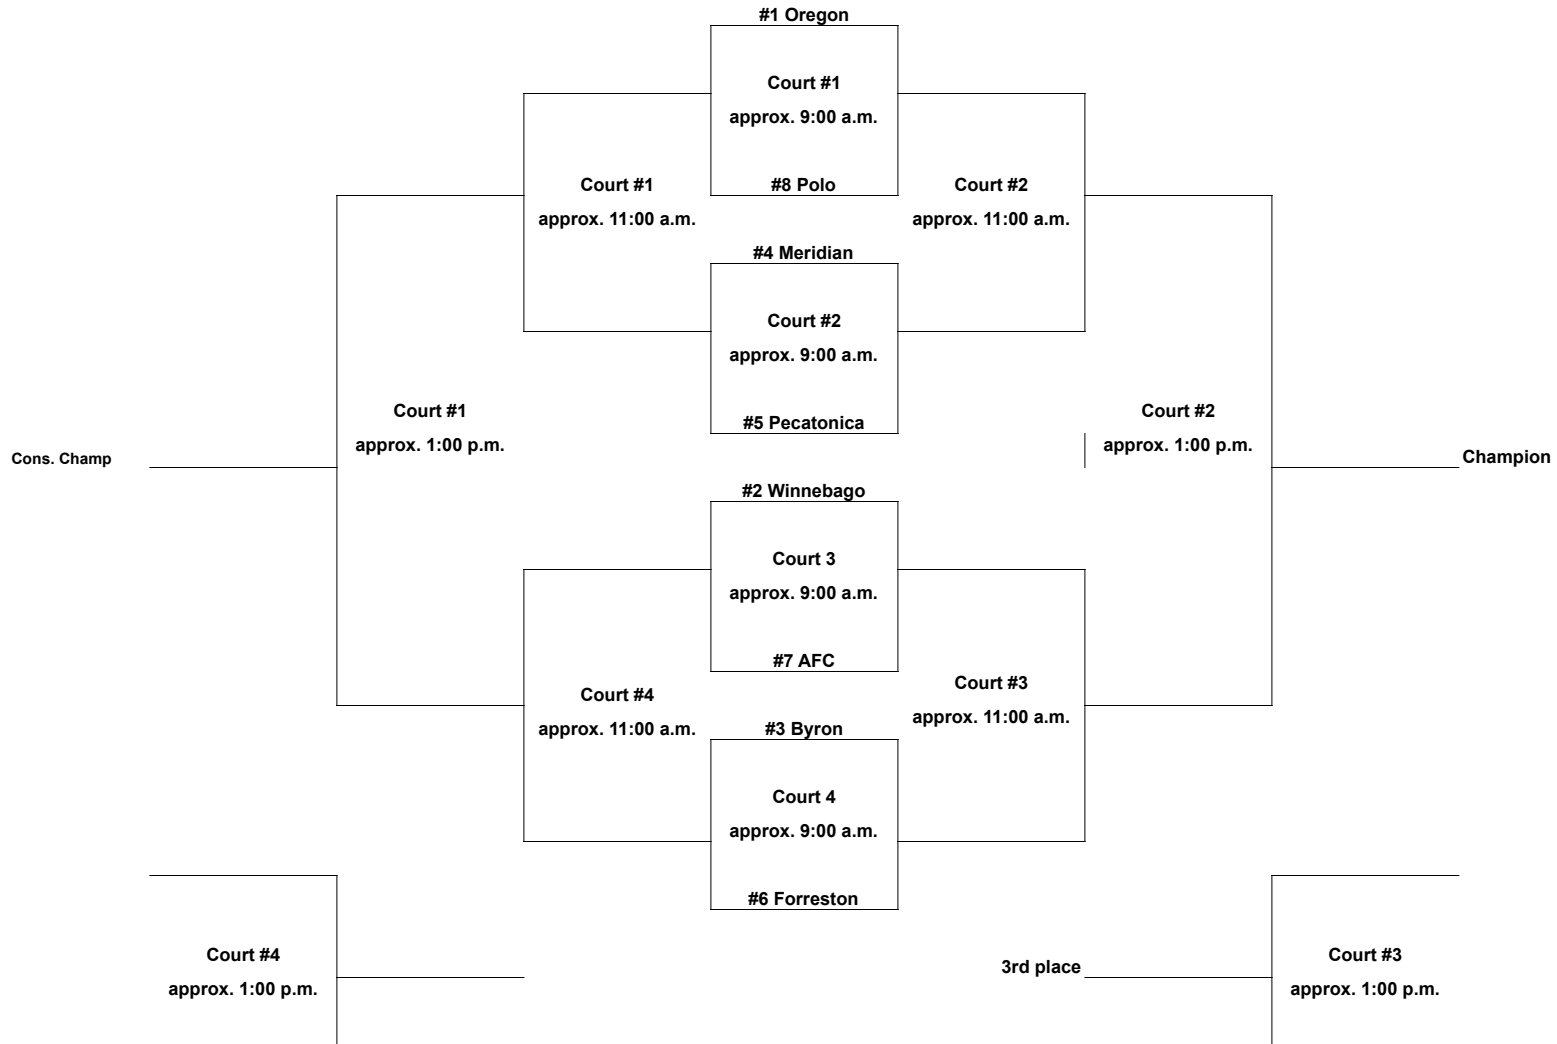 #1 Oregon
Court #1
approx. 9:00 a.m.
#8 Polo
Court #1
approx. 11:00 a.m.
Court #2
approx. 11:00 a.m.
#4 Meridian
Court #2
approx. 9:00 a.m.
#5 Pecatonica
Court #1
approx. 1:00 p.m.
Court #2
approx. 1:00 p.m.
Cons. Champ
Champion
#2 Winnebago
Court 3
approx. 9:00 a.m.
#7 AFC
Court #4
approx. 11:00 a.m.
Court #3
approx. 11:00 a.m.
#3 Byron
Court 4
approx. 9:00 a.m.
#6 Forreston
Court #4
approx. 1:00 p.m.
3rd place
Court #3
approx. 1:00 p.m.